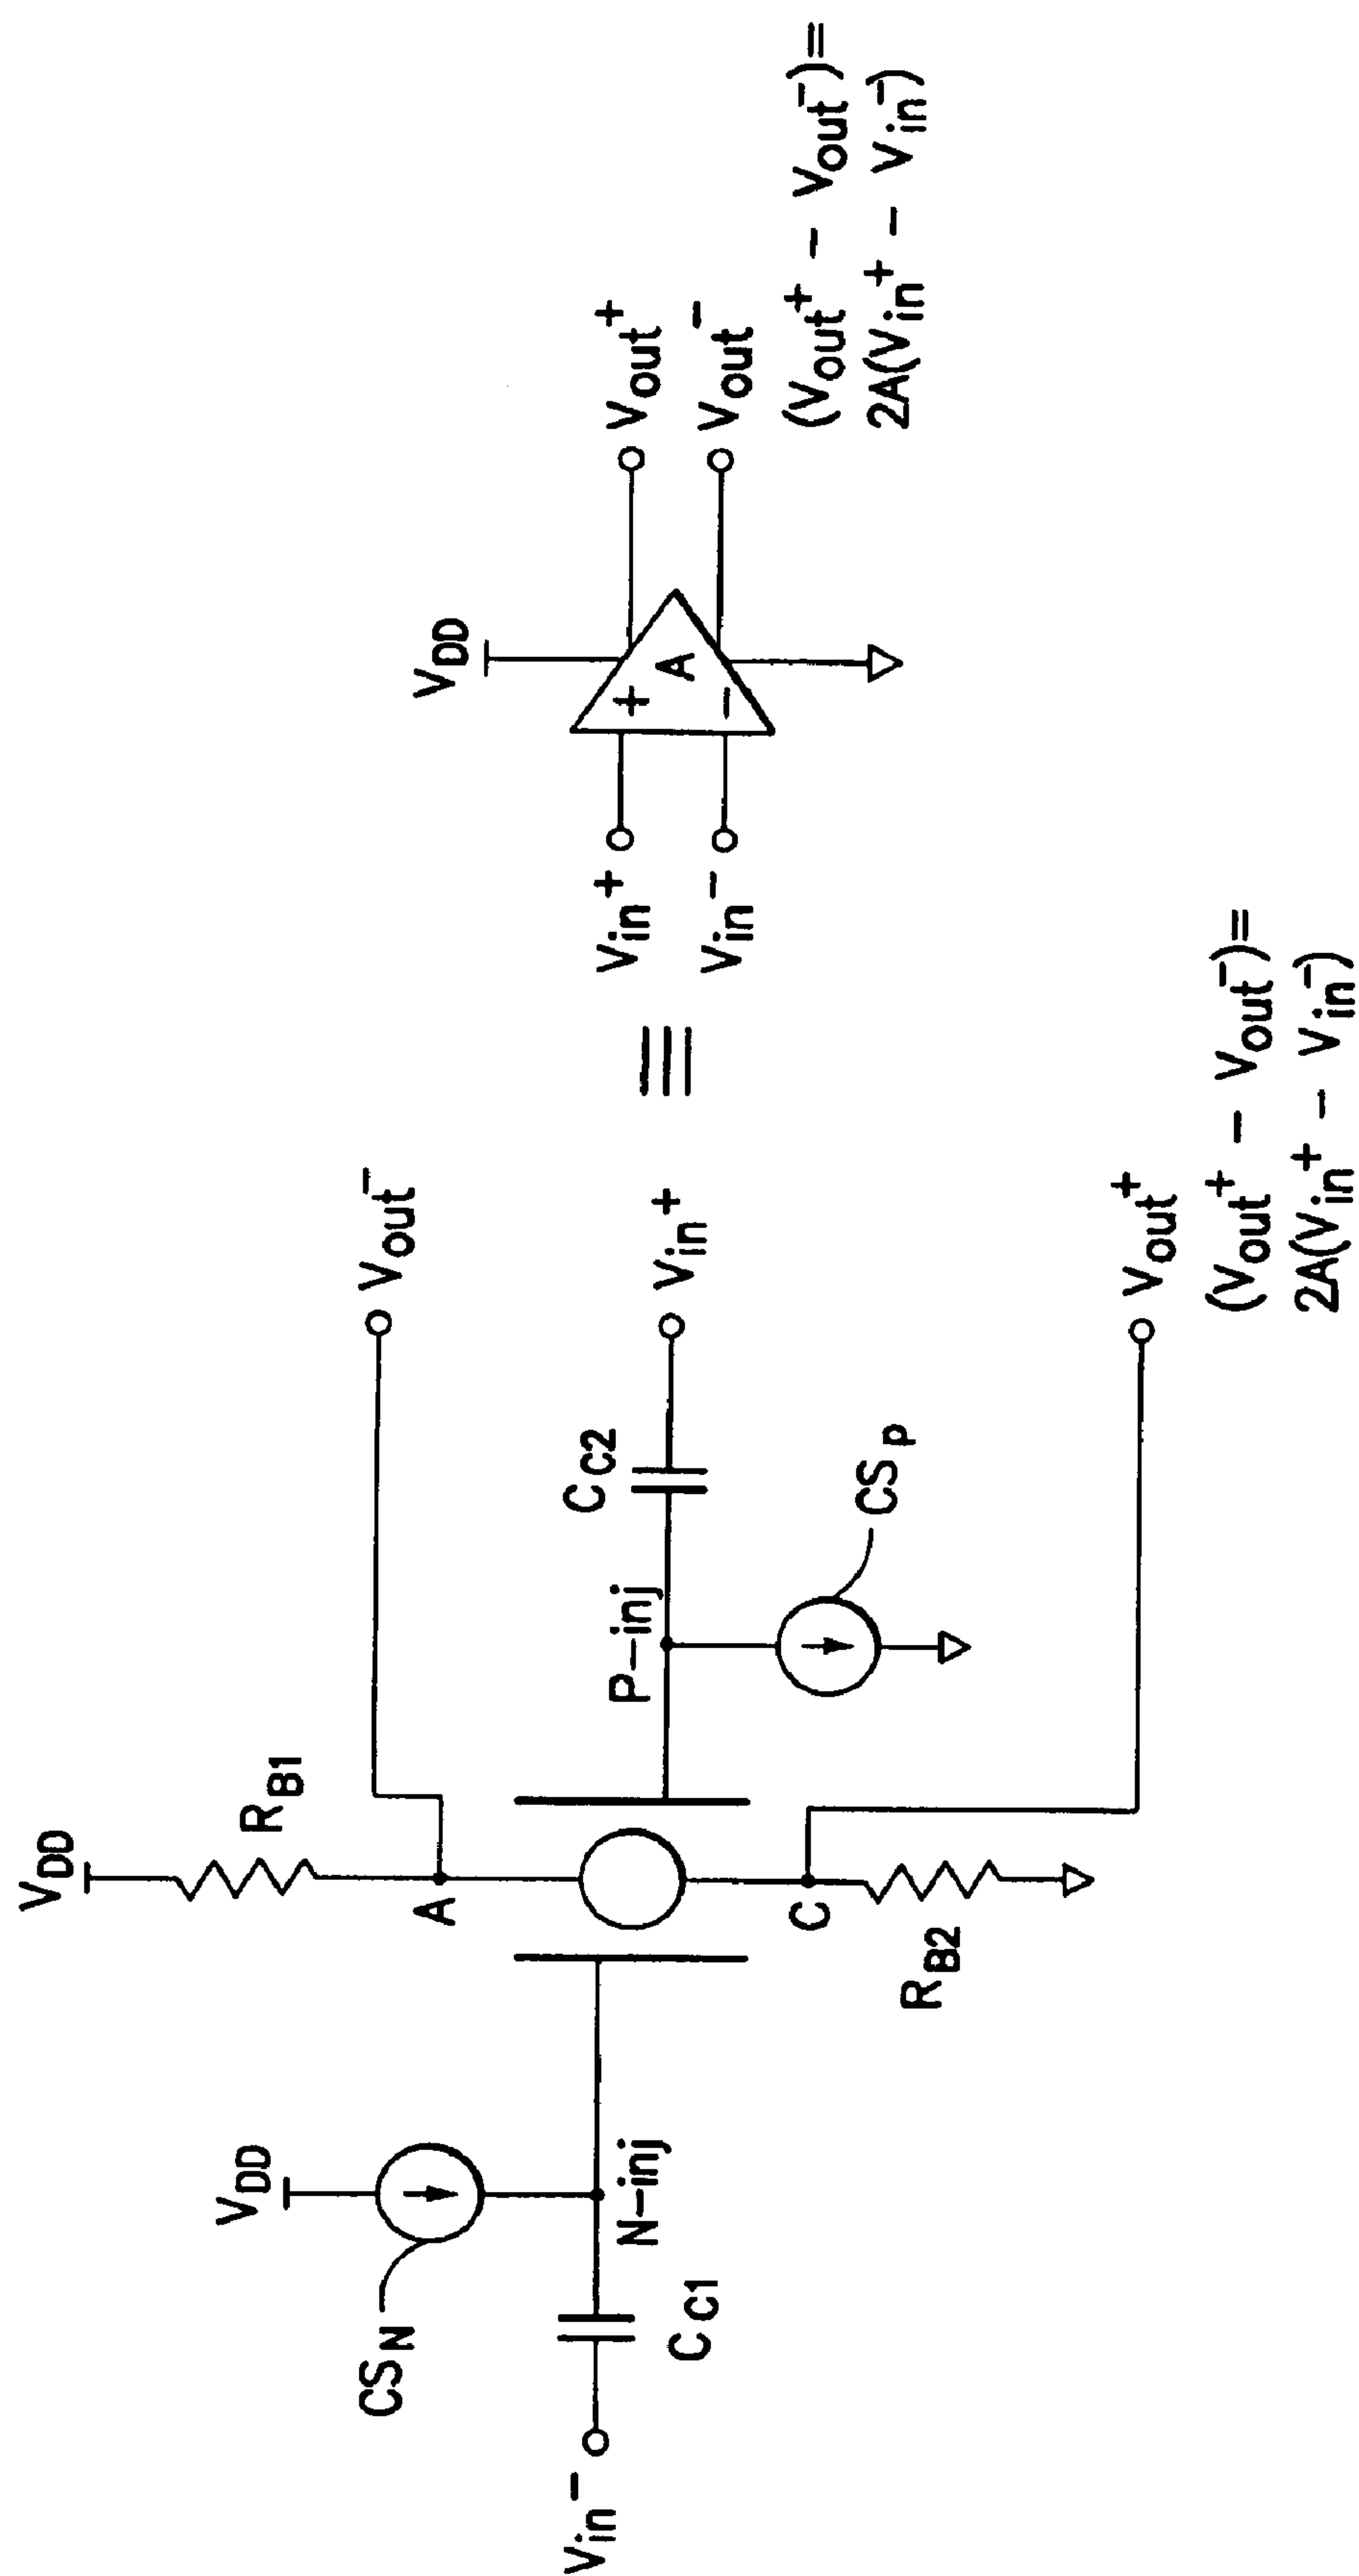 V_DD
R_B1
A
V_out^-
V_DD
CS_N
N-inj
C_C1
V_in^-
P-inj
C_C2
V_in^+
CS_P
C
R_B2
V_out^+
(V_out^+ - V_out^-)=
2A(V_in^+ - V_in^-)
≡
V_DD
V_in^+
V_in^-
+
A
-
V_out^+
V_out^-
(V_out^+ - V_out^-)=
2A(V_in^+ - V_in^-)